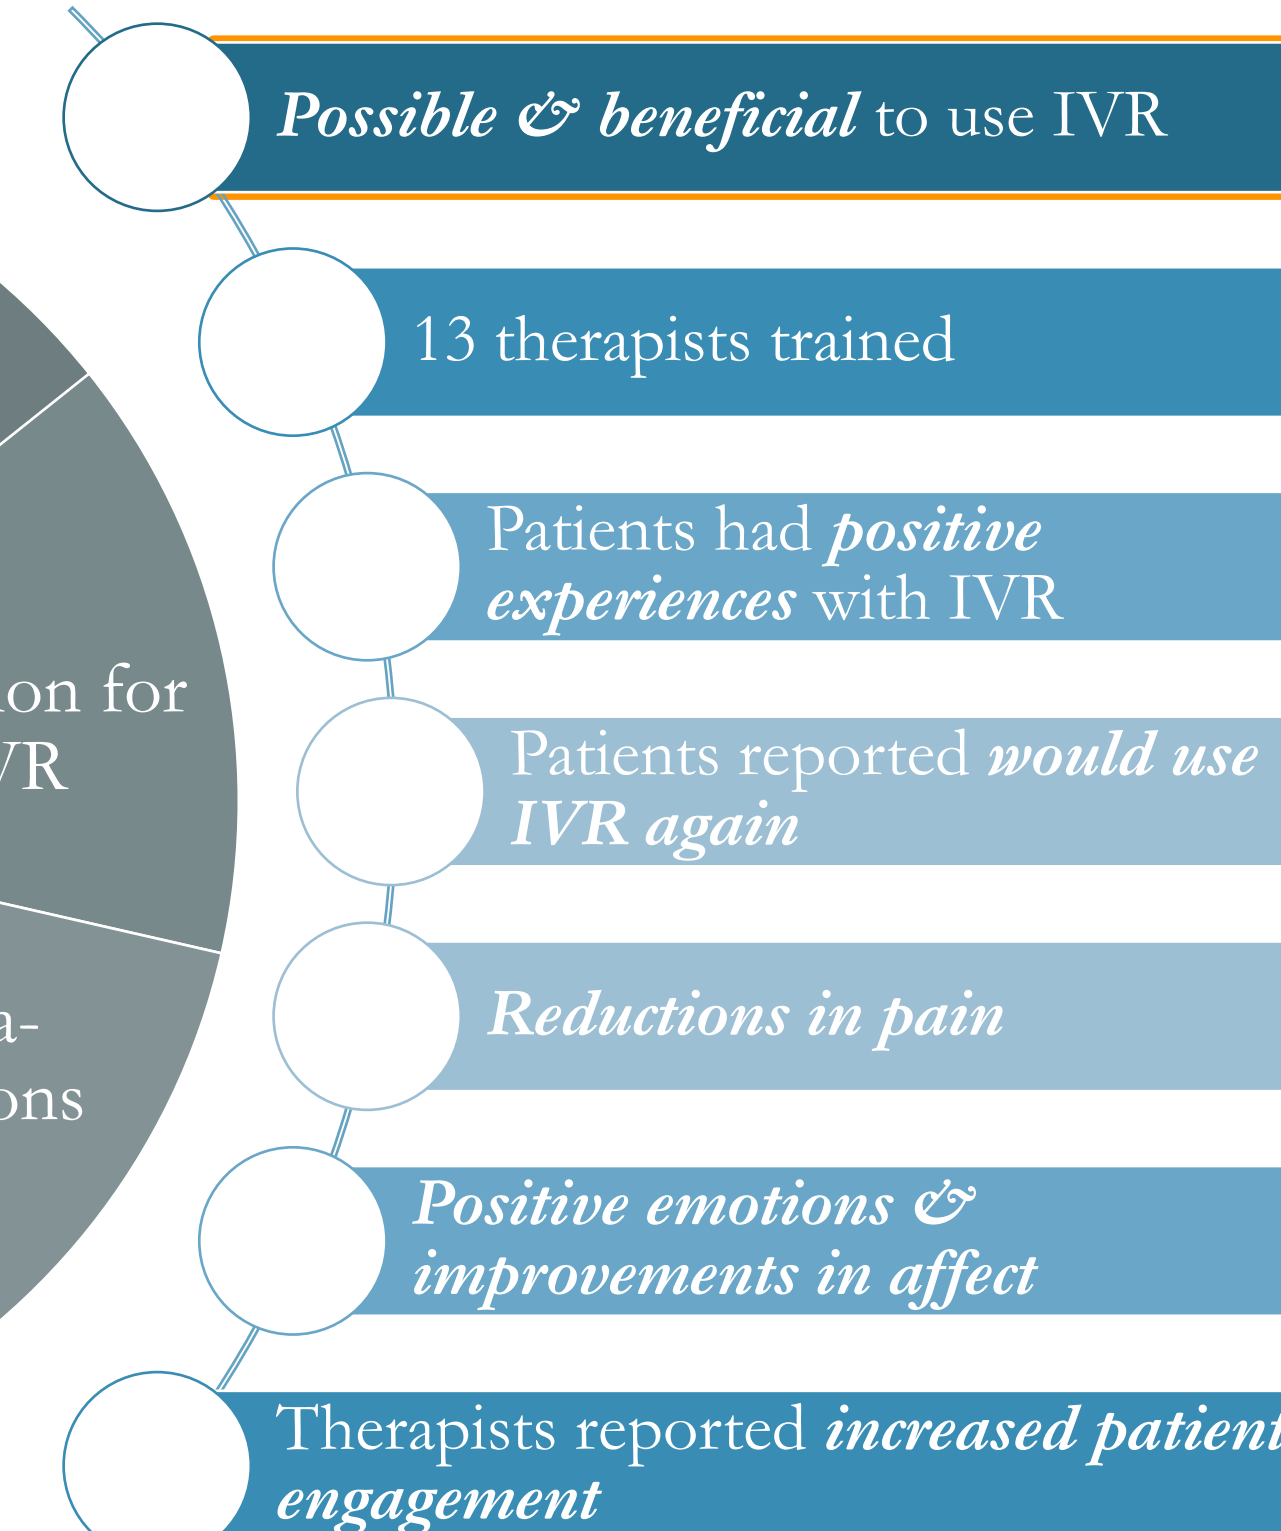 Possible & beneficial to use IVR
13 therapists trained
Patients had positive
experiences with IVR
Patients reported would use
IVR again
Reductions in pain
Positive emotions &
improvements in affect
Therapists reported increased patient
engagement
for